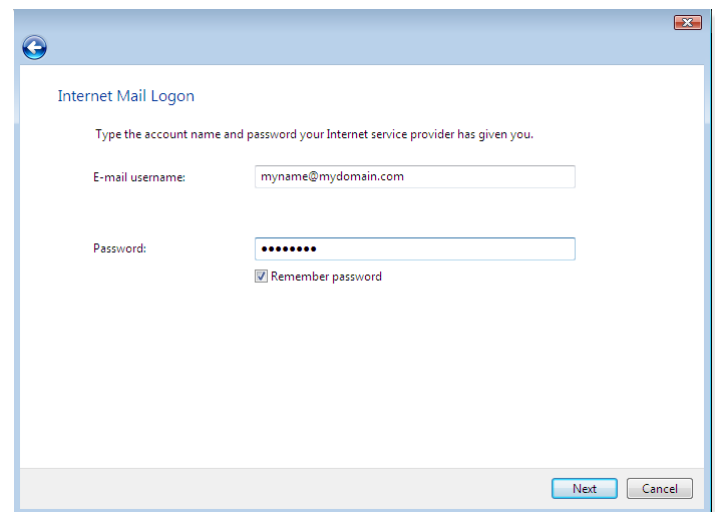 Internet Mail Logon
Type the account name and password your Internet service provider has given you.
E-mail username: myname@mydomain.com
Password: ••••••••
Remember password
Next Cancel